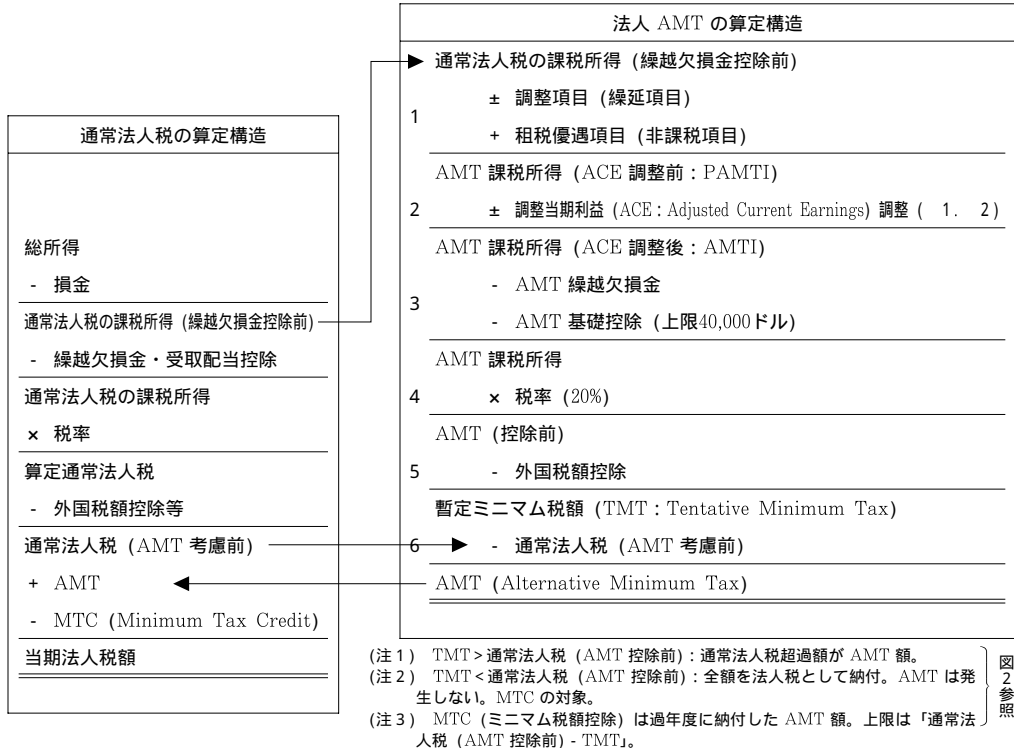 法人 AMT の算定構造
通常法人税の課税所得 (繰越欠損金控除前)
± 調整項目 (繰延項目)
1
+ 租税優遇項目 (非課税項目)
AMT 課税所得 (ACE 調整前：PAMTI)
2 ± 調整当期利益 (ACE：Adjusted Current Earnings) 調整 ( 1. 2)
AMT 課税所得 (ACE 調整後：AMTI)
- AMT 繰越欠損金
3
- AMT 基礎控除 (上限40,000ドル)
AMT 課税所得
4 × 税率 (20%)
AMT (控除前)
5 - 外国税額控除
暫定ミニマム税額 (TMT：Tentative Minimum Tax)
6 - 通常法人税 (AMT 考慮前)
AMT (Alternative Minimum Tax)
通常法人税の算定構造
総所得
- 損金
通常法人税の課税所得 (繰越欠損金控除前)
- 繰越欠損金・受取配当控除
通常法人税の課税所得
× 税率
算定通常法人税
- 外国税額控除等
通常法人税 (AMT 考慮前)
+ AMT
- MTC (Minimum Tax Credit)
当期法人税額
(注1) TMT>通常法人税 (AMT 控除前)：通常法人税超過額が AMT 額。
(注2) TMT<通常法人税 (AMT 控除前)：全額を法人税として納付。AMT は発
生しない。MTC の対象。
(注3) MTC (ミニマム税額控除) は過年度に納付した AMT 額。上限は「通常法
人税 (AMT 控除前) - TMT」。
図2参照